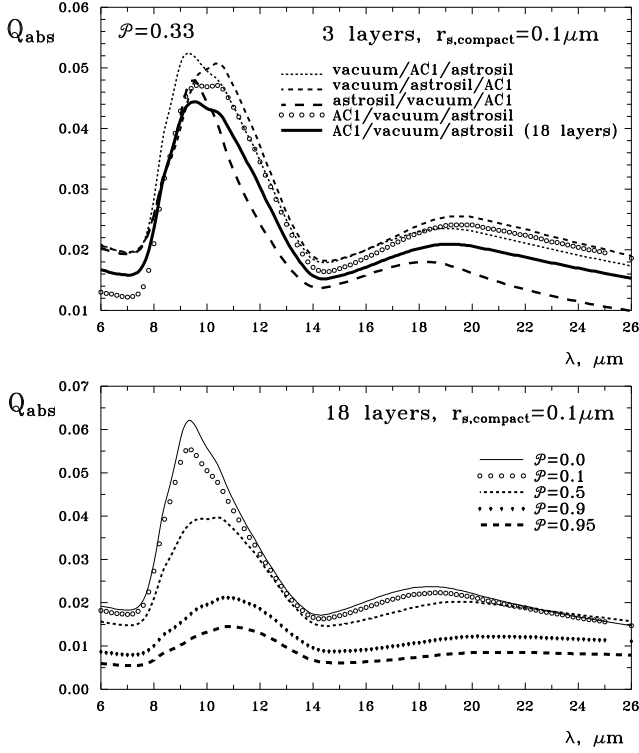 Q_abs
𝒫=0.33
3 layers, r_s,compact=0.1μm
vacuum/AC1/astrosil
vacuum/astrosil/AC1
astrosil/vacuum/AC1
AC1/vacuum/astrosil
AC1/vacuum/astrosil (18 layers)
0.06
0.05
0.04
0.03
0.02
0.01
6 8 10 12 14 16 18 20 22 24 26
λ, μm
Q_abs
18 layers, r_s,compact=0.1μm
𝒫=0.0
𝒫=0.1
𝒫=0.5
𝒫=0.9
𝒫=0.95
0.07
0.06
0.05
0.04
0.03
0.02
0.01
0.00
6 8 10 12 14 16 18 20 22 24 26
λ, μm